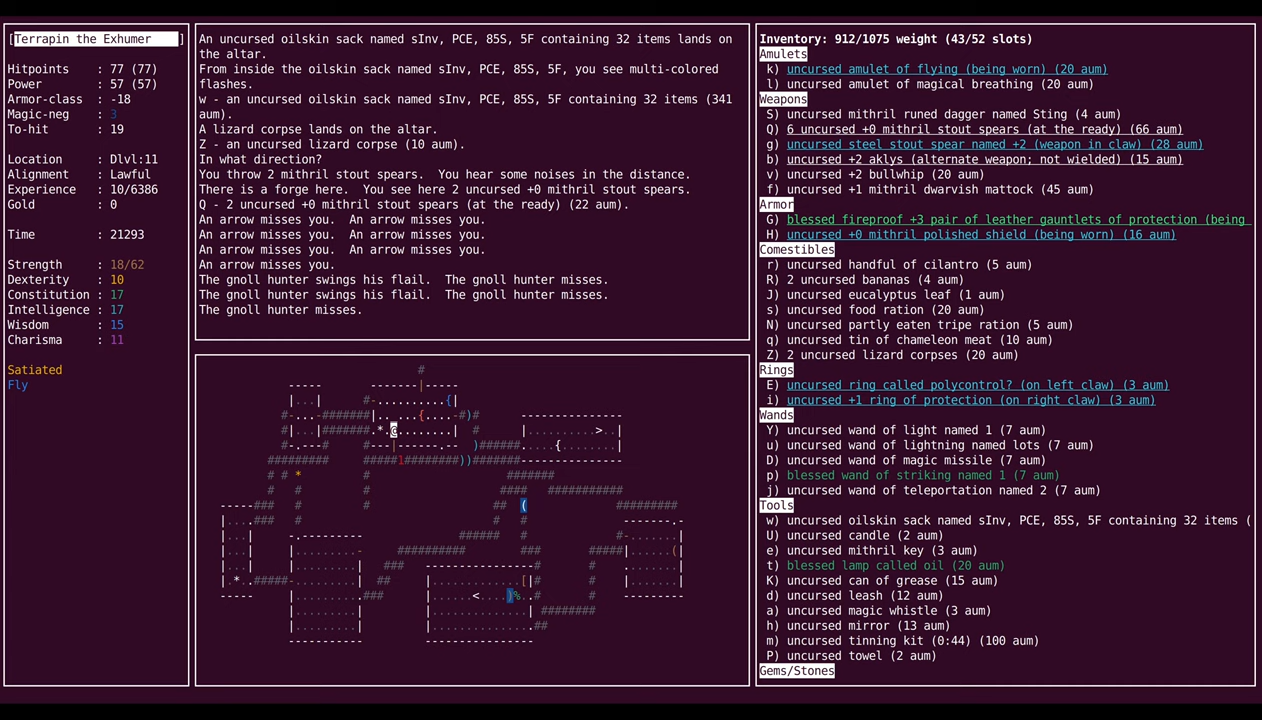 [Terrapin the Exhumer ]
Hitpoints : 77 (77)
Power : 57 (57)
Armor-class : -18
Magic-neg : 3
To-hit : 19
Location : Dlvl:11
Alignment : Lawful
Experience : 10/6386
Gold : 0
Time : 21293
Strength : 18/62
Dexterity : 10
Constitution : 17
Intelligence : 17
Wisdom : 15
Charisma : 11
Satiated
Fly
An uncursed oilskin sack named sInv, PCE, 85S, 5F containing 32 items lands on
the altar.
From inside the oilskin sack named sInv, PCE, 85S, 5F, you see multi-colored
flashes.
w - an uncursed oilskin sack named sInv, PCE, 85S, 5F containing 32 items (341
aum).
A lizard corpse lands on the altar.
Z - an uncursed lizard corpse (10 aum).
In what direction?
You throw 2 mithril stout spears. You hear some noises in the distance.
There is a forge here. You see here 2 uncursed +0 mithril stout spears.
Q - 2 uncursed +0 mithril stout spears (at the ready) (22 aum).
An arrow misses you. An arrow misses you.
An arrow misses you. An arrow misses you.
An arrow misses you. An arrow misses you.
An arrow misses you.
The gnoll hunter swings his flail. The gnoll hunter misses.
The gnoll hunter swings his flail. The gnoll hunter misses.
The gnoll hunter misses.
Inventory: 912/1075 weight (43/52 slots)
Amulets
k) uncursed amulet of flying (being worn) (20 aum)
l) uncursed amulet of magical breathing (20 aum)
Weapons
S) uncursed mithril runed dagger named Sting (4 aum)
Q) 6 uncursed +0 mithril stout spears (at the ready) (66 aum)
g) uncursed steel stout spear named +2 (weapon in claw) (28 aum)
b) uncursed +2 aklys (alternate weapon; not wielded) (15 aum)
v) uncursed +2 bullwhip (20 aum)
f) uncursed +1 mithril dwarvish mattock (45 aum)
Armor
G) blessed fireproof +3 pair of leather gauntlets of protection (being
H) uncursed +0 mithril polished shield (being worn) (16 aum)
Comestibles
r) uncursed handful of cilantro (5 aum)
R) 2 uncursed bananas (4 aum)
J) uncursed eucalyptus leaf (1 aum)
s) uncursed food ration (20 aum)
N) uncursed partly eaten tripe ration (5 aum)
q) uncursed tin of chameleon meat (10 aum)
Z) 2 uncursed lizard corpses (20 aum)
Rings
E) uncursed ring called polycontrol? (on left claw) (3 aum)
i) uncursed +1 ring of protection (on right claw) (3 aum)
Wands
Y) uncursed wand of light named 1 (7 aum)
u) uncursed wand of lightning named lots (7 aum)
D) uncursed wand of magic missile (7 aum)
p) blessed wand of striking named 1 (7 aum)
j) uncursed wand of teleportation named 2 (7 aum)
Tools
w) uncursed oilskin sack named sInv, PCE, 85S, 5F containing 32 items (
U) uncursed candle (2 aum)
e) uncursed mithril key (3 aum)
t) blessed lamp called oil (20 aum)
K) uncursed can of grease (15 aum)
d) uncursed leash (12 aum)
a) uncursed magic whistle (3 aum)
h) uncursed mirror (13 aum)
m) uncursed tinning kit (0:44) (100 aum)
P) uncursed towel (2 aum)
Gems/Stones